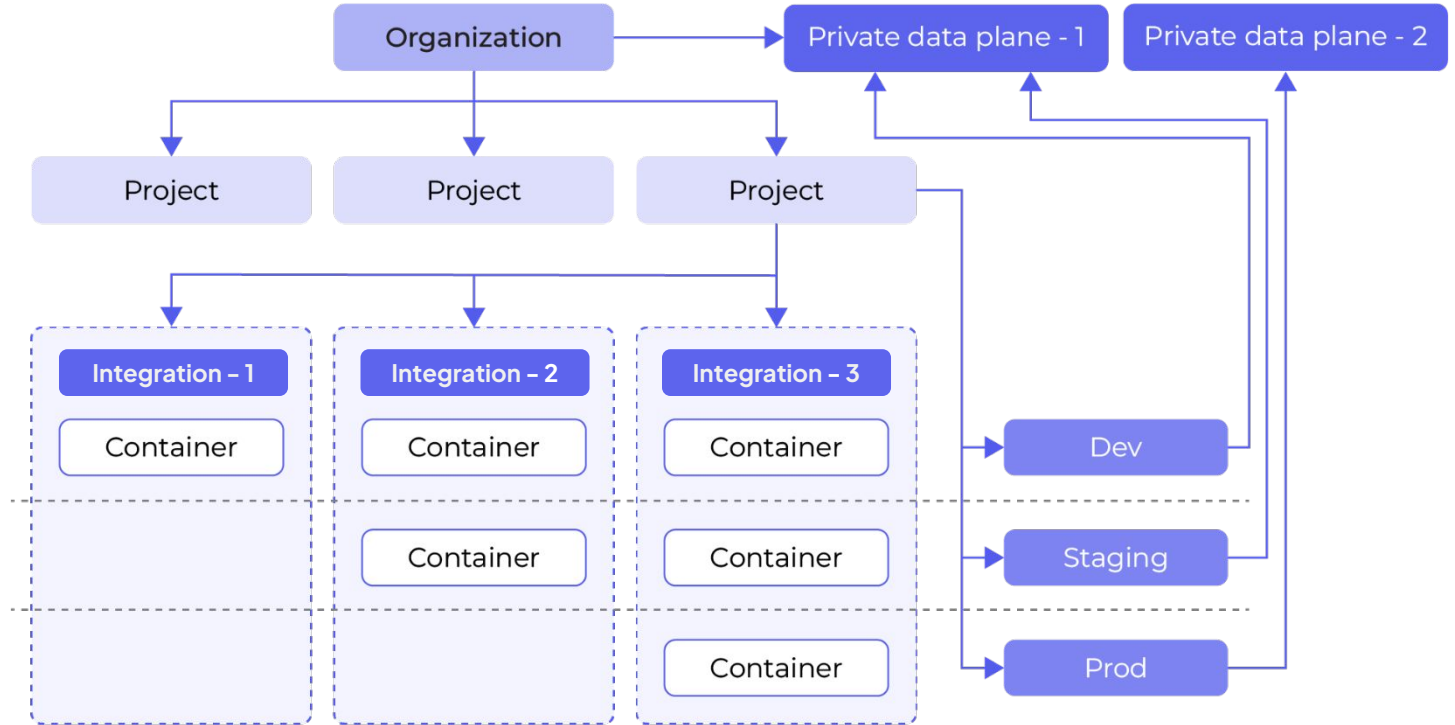 Organization
Private data plane - 1
Private data plane - 2
Project
Project
Project
Integration – 1
Integration – 2
Integration – 3
Container
Container
Container
Dev
Container
Container
Staging
Container
Prod